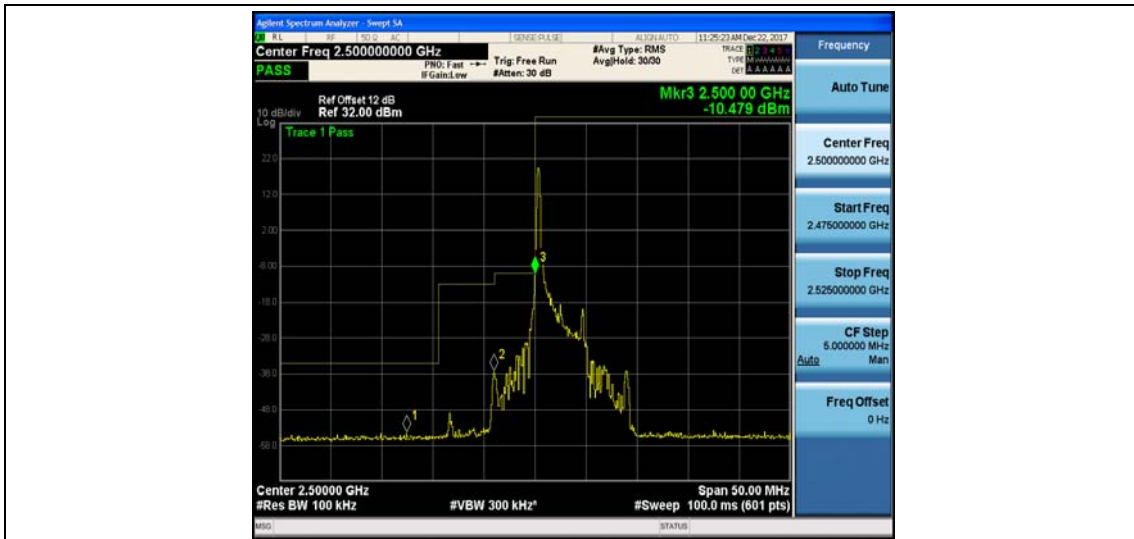 Agilent Spectrum Analyzer - Swept SA
RL RF 50 Ω AC SENSE:PULSE ALIGN AUTO 11:25:23 AM Dec 22, 2017
Center Freq 2.500000000 GHz
#Avg Type: RMS
TRACE 1 2 3 4 5 6
PASS
PNO: Fast
IFGain:Low
Trig: Free Run
#Atten: 30 dB
Avg|Hold: 30/30
TYPE M
DET A A A A A A
Ref Offset 12 dB
10 dB/div Ref 32.00 dBm
Log
Mkr3 2.500 00 GHz
-10.479 dBm
Trace 1 Pass
22.0
12.0
2.00
-8.00
-18.0
-28.0
-38.0
-48.0
-58.0
1
2
3
Center 2.50000 GHz
Span 50.00 MHz
#Res BW 100 kHz
#VBW 300 kHz*
#Sweep 100.0 ms (601 pts)
MSG
STATUS
Frequency
Auto Tune
Center Freq
2.500000000 GHz
Start Freq
2.475000000 GHz
Stop Freq
2.525000000 GHz
CF Step
5.000000 MHz
Auto Man
Freq Offset
0 Hz